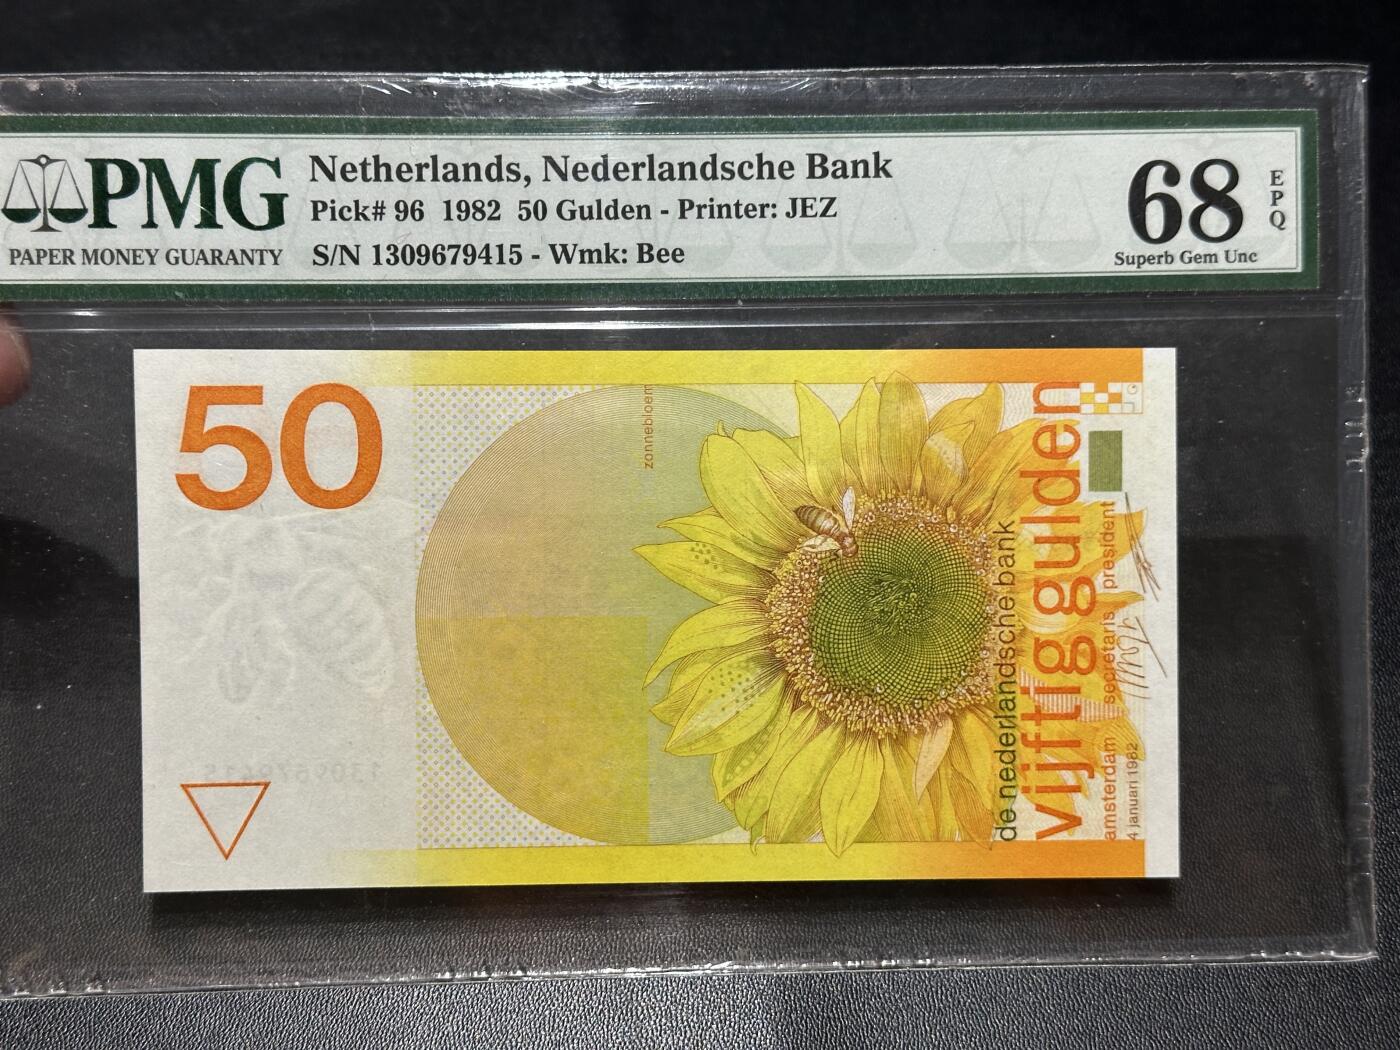 PMG
PAPER MONEY GUARANTY
Netherlands, Nederlandsche Bank
Pick# 96 1982 50 Gulden - Printer: JEZ
S/N 1309679415 - Wmk: Bee
68
EPQ
Superb Gem Unc
50
zonnebloem
de nederlandsche bank
vijftig gulden
amsterdam secretaris president
4 januari 1982
1309679415